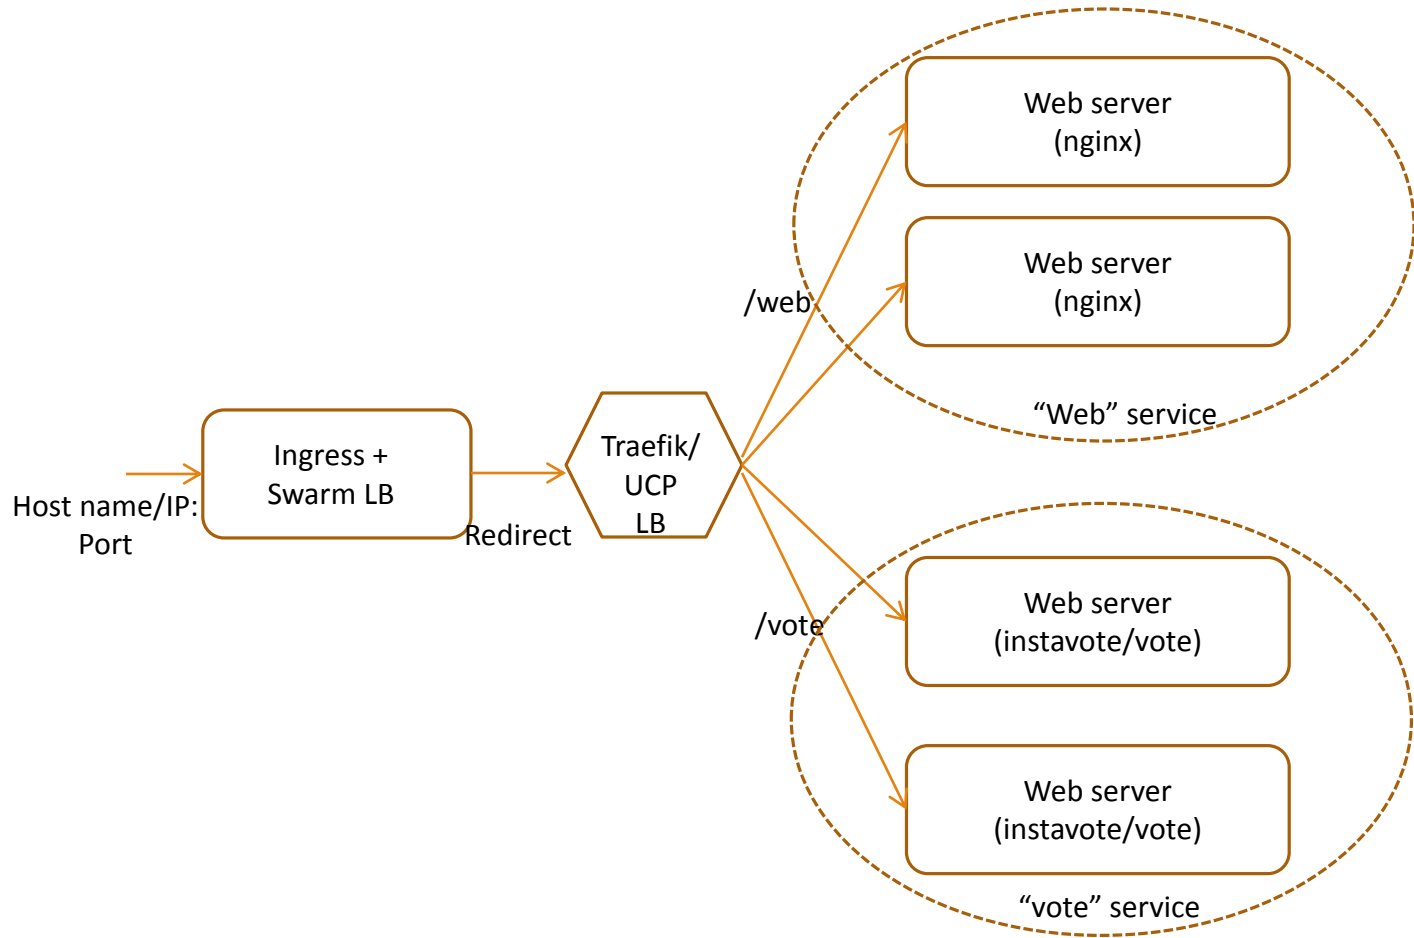 Host name/IP:
Port
Ingress +
Swarm LB
Redirect
Traefik/
UCP
LB
/web
Web server
(nginx)
Web server
(nginx)
“Web” service
/vote
Web server
(instavote/vote)
Web server
(instavote/vote)
“vote” service